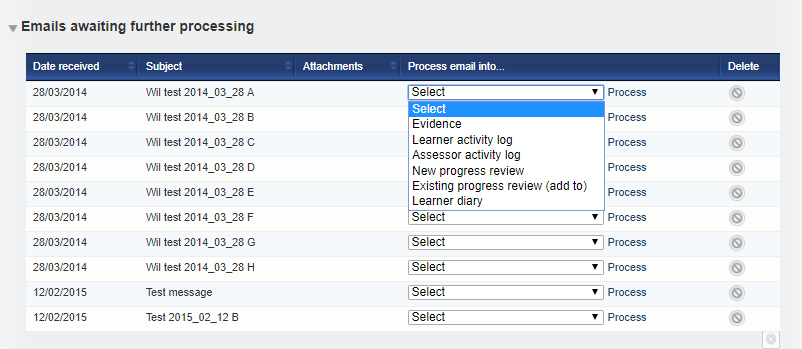 Emails awaiting further processing
Date received Subject Attachments Process email into... Delete
28/03/2014 Wil test 2014_03_28 A Select Process
28/03/2014 Wil test 2014_03_28 B
28/03/2014 Wil test 2014_03_28 C
28/03/2014 Wil test 2014_03_28 D
28/03/2014 Wil test 2014_03_28 E
Select
Evidence
Learner activity log
Assessor activity log
New progress review
Existing progress review (add to)
Learner diary
28/03/2014 Wil test 2014_03_28 F Select Process
28/03/2014 Wil test 2014_03_28 G Select Process
28/03/2014 Wil test 2014_03_28 H Select Process
12/02/2015 Test message Select Process
12/02/2015 Test 2015_02_12 B Select Process